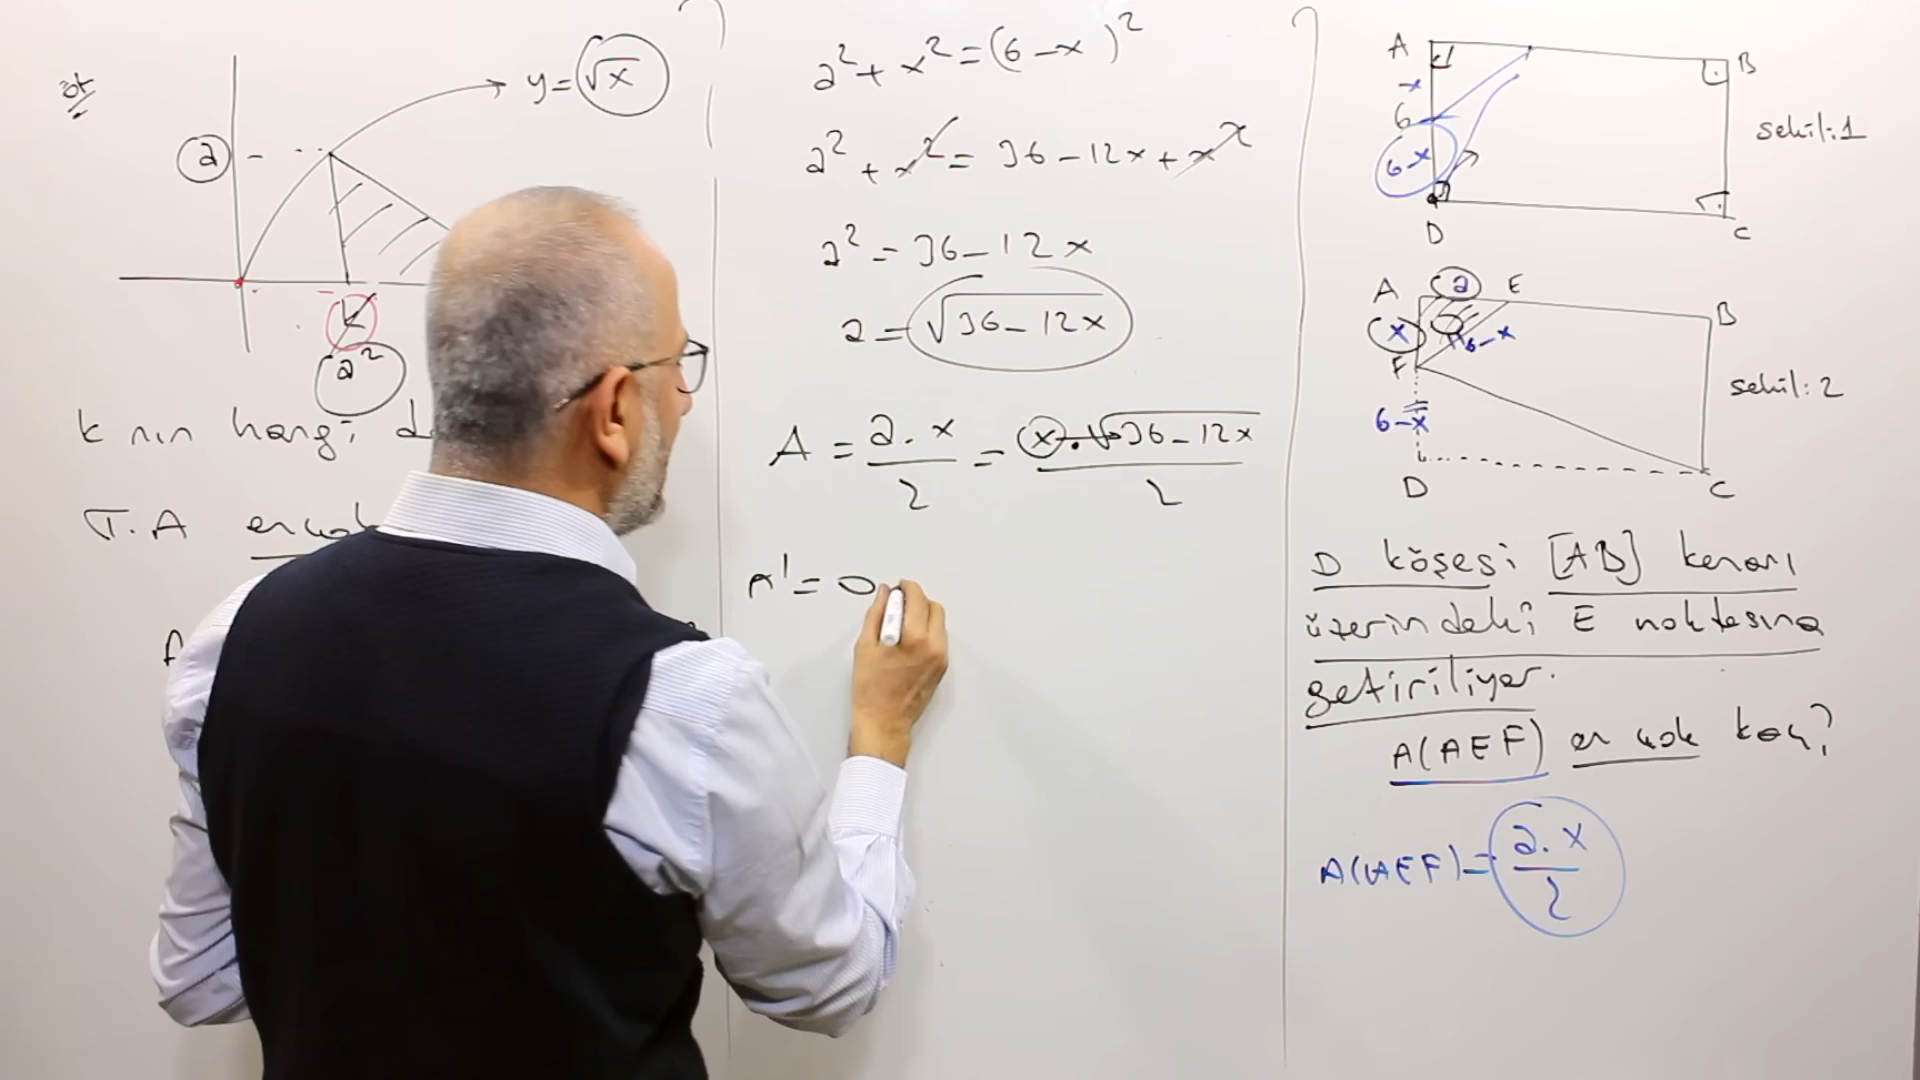 ör
y=√x
a
k
a²
k nın hangi d
T.A en çok
A
a²+x²=(6-x)²
a²+x²=36-12x+x²
a²=36-12x
a=√36-12x
A=a.x/2=x.√36-12x/2
A'=0
A
B
x
6
6-x
D
C
şekil:1
A
a
E
B
x
6-x
F
şekil:2
6-x
D
C
D köşesi [AB] kenarı
üzerindeki E noktasına
getiriliyor.
A(AEF) en çok kaç?
A(AEF)=a.x/2